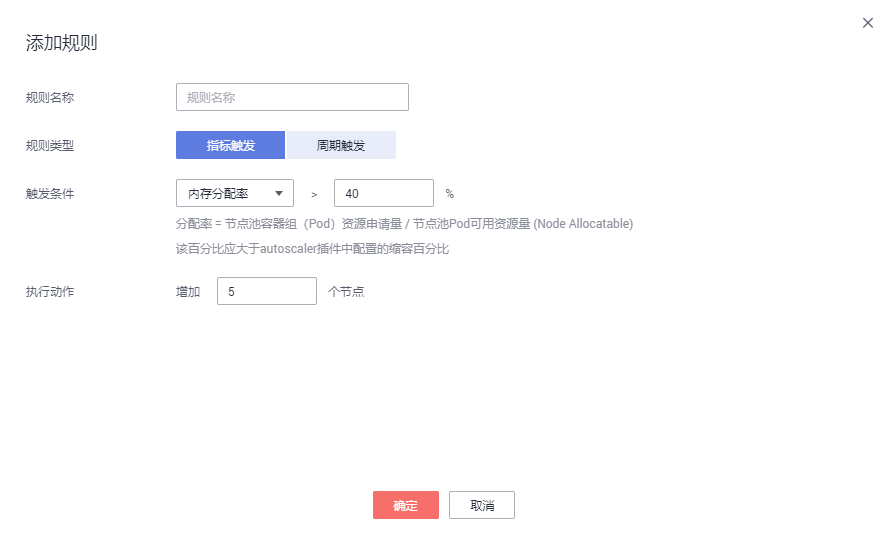 添加规则
规则名称 规则名称
规则类型 指标触发 周期触发
触发条件 内存分配率 > 40 %
分配率 = 节点池容器组（Pod）资源申请量 / 节点池Pod可用资源量 (Node Allocatable)
该百分比应大于autoscaler插件中配置的缩容百分比
执行动作 增加 5 个节点
确定 取消